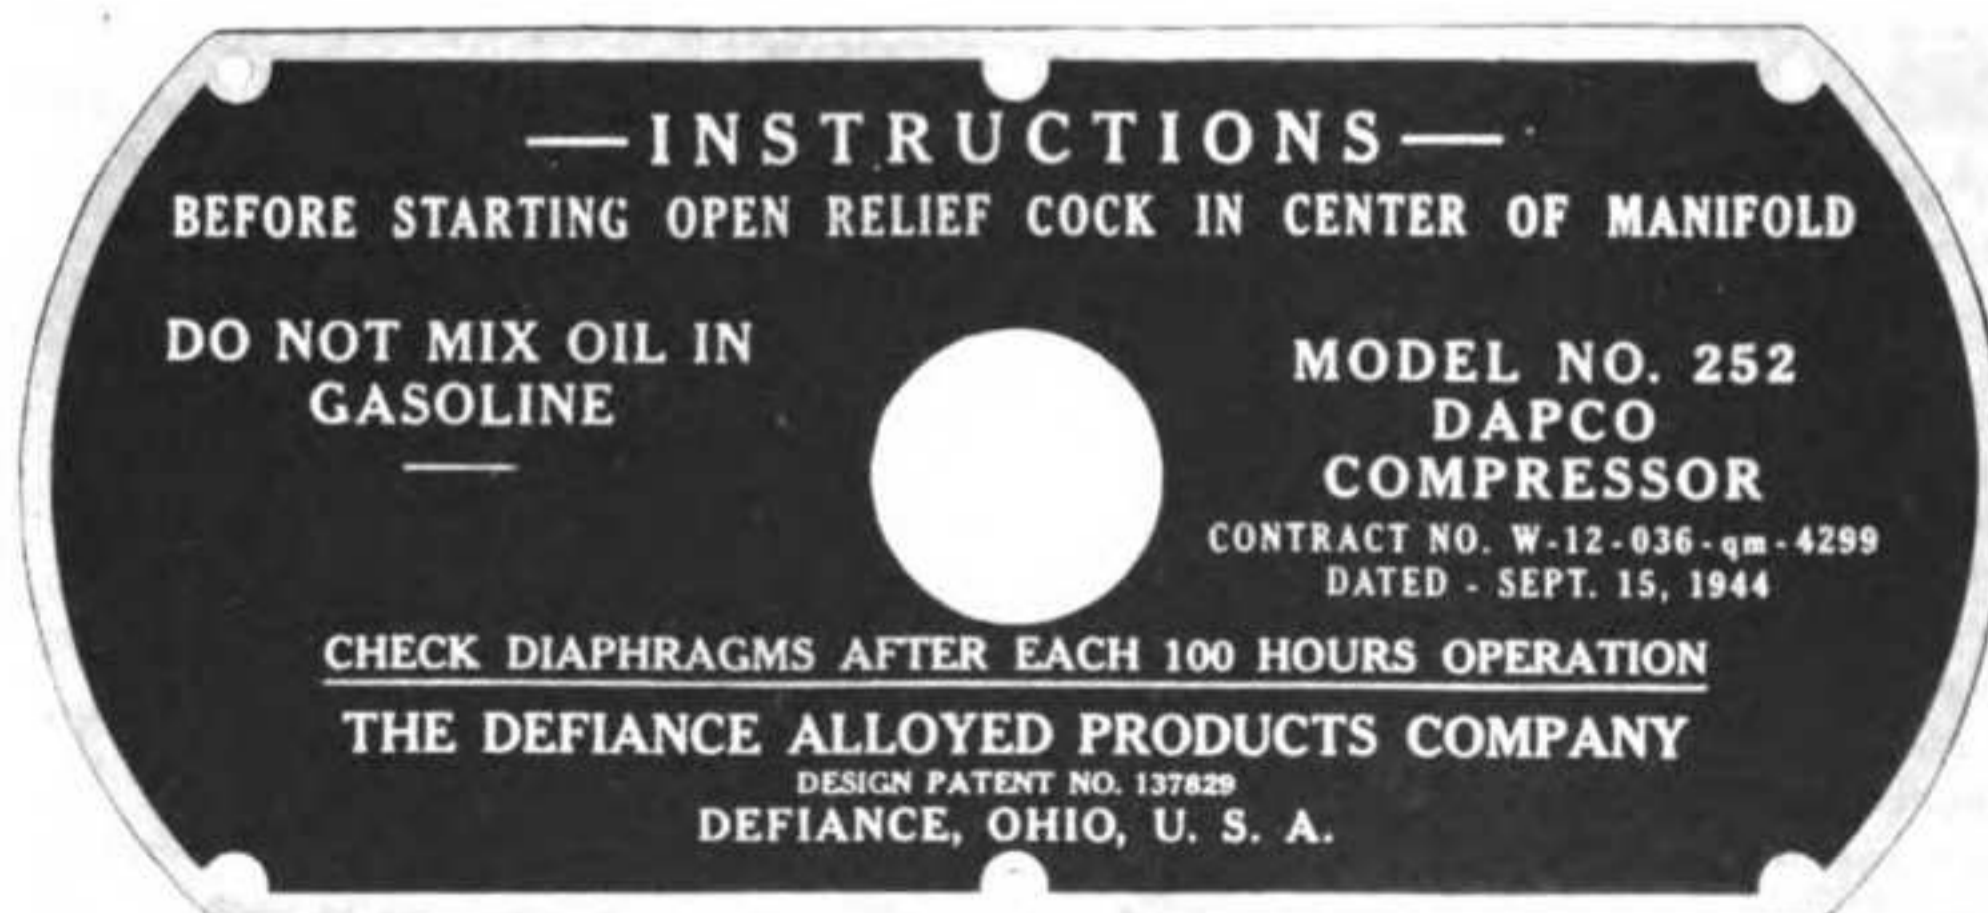 —INSTRUCTIONS—
BEFORE STARTING OPEN RELIEF COCK IN CENTER OF MANIFOLD
DO NOT MIX OIL IN
GASOLINE
MODEL NO. 252
DAPCO
COMPRESSOR
CONTRACT NO. W-12-036-qm-4299
DATED - SEPT. 15, 1944
CHECK DIAPHRAGMS AFTER EACH 100 HOURS OPERATION
THE DEFIANCE ALLOYED PRODUCTS COMPANY
DESIGN PATENT NO. 137829
DEFIANCE, OHIO, U. S. A.